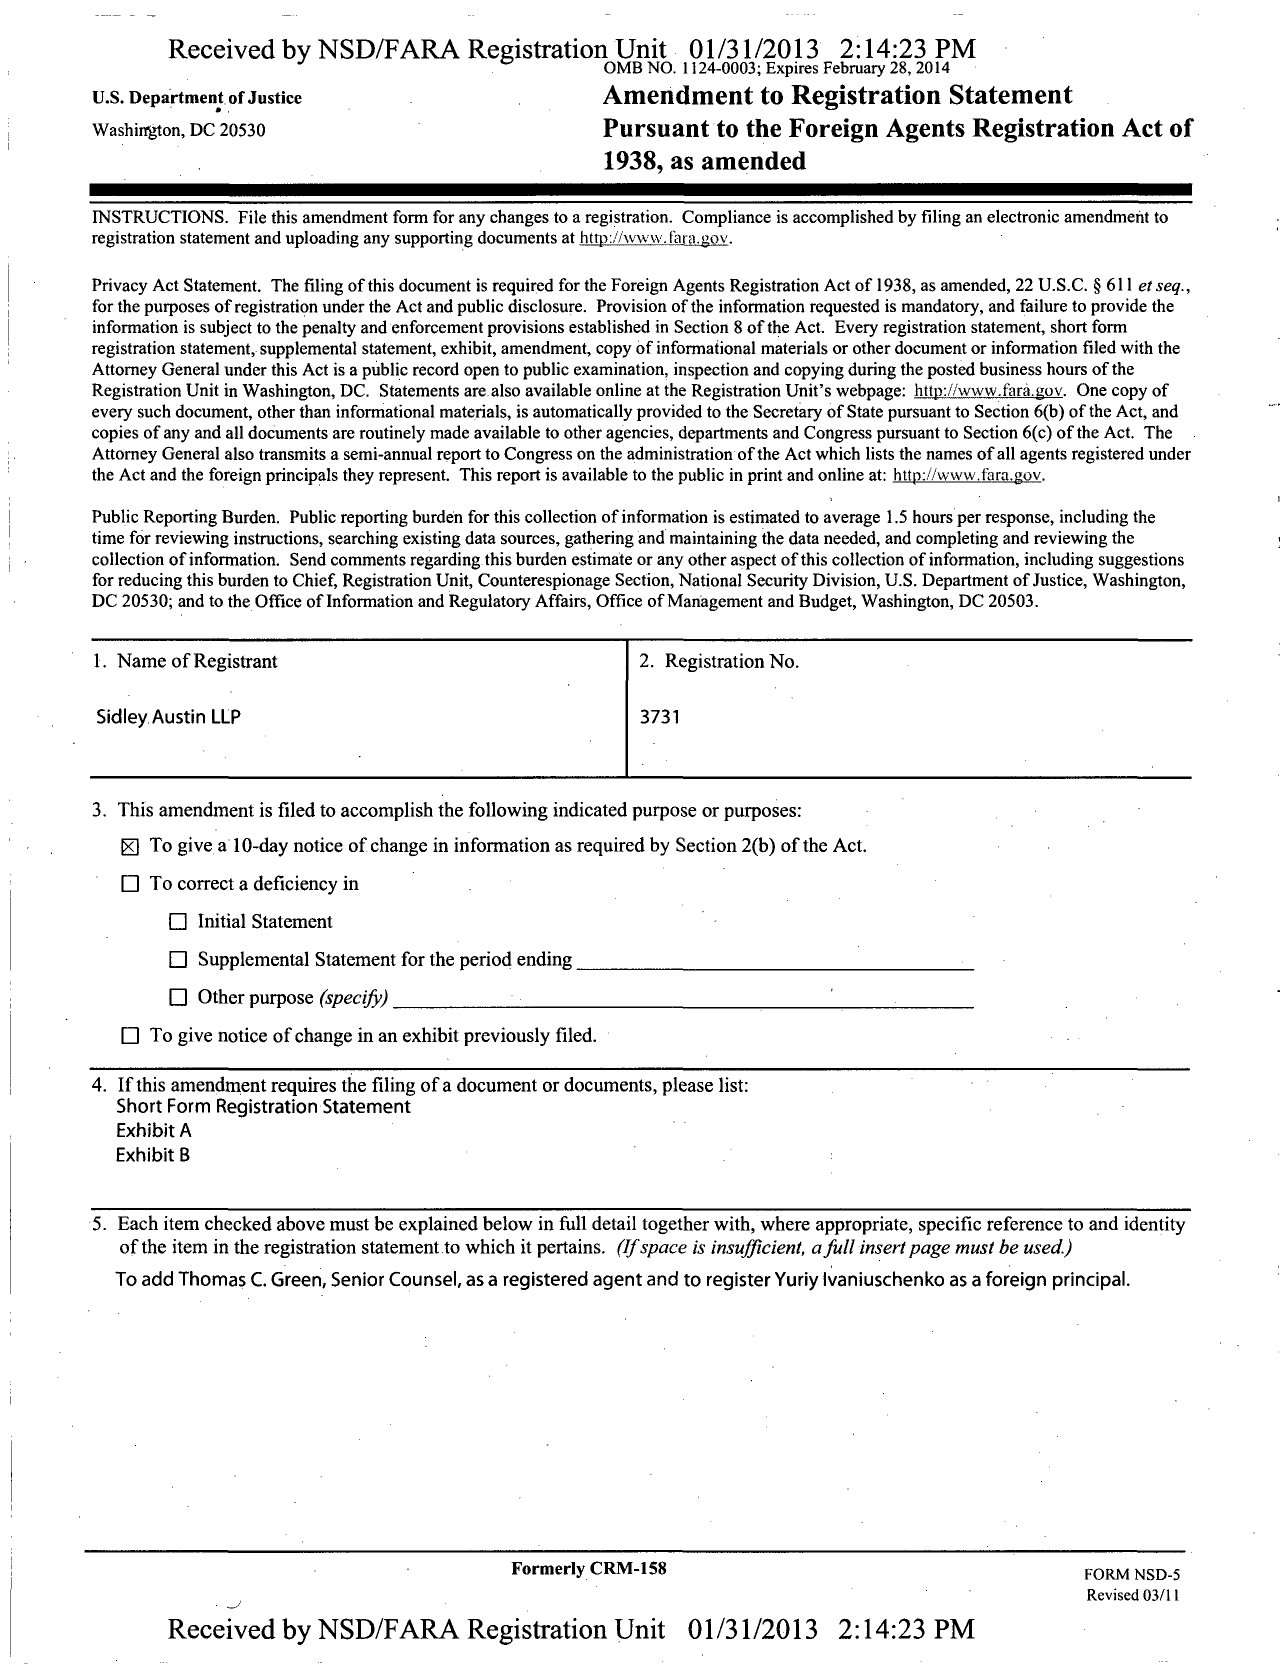 Received by NSD/FARA Registration Unit 01/31/2013 2:14:23 PM
OMB NO. 1124-0003; Expires February 28, 2014
U.S. Department of Justice
Washington, DC 20530
Amendment to Registration Statement
Pursuant to the Foreign Agents Registration Act of
1938, as amended
INSTRUCTIONS. File this amendment form for any changes to a registration. Compliance is accomplished by filing an electronic amendment to
registration statement and uploading any supporting documents at http://www.fara.gov.
Privacy Act Statement. The filing of this document is required for the Foreign Agents Registration Act of 1938, as amended, 22 U.S.C. § 611 et seq.,
for the purposes of registration under the Act and public disclosure. Provision of the information requested is mandatory, and failure to provide the
information is subject to the penalty and enforcement provisions established in Section 8 of the Act. Every registration statement, short form
registration statement, supplemental statement, exhibit, amendment, copy of informational materials or other document or information filed with the
Attorney General under this Act is a public record open to public examination, inspection and copying during the posted business hours of the
Registration Unit in Washington, DC. Statements are also available online at the Registration Unit's webpage: http://www.fara.gov. One copy of
every such document, other than informational materials, is automatically provided to the Secretary of State pursuant to Section 6(b) of the Act, and
copies of any and all documents are routinely made available to other agencies, departments and Congress pursuant to Section 6(c) of the Act. The
Attorney General also transmits a semi-annual report to Congress on the administration of the Act which lists the names of all agents registered under
the Act and the foreign principals they represent. This report is available to the public in print and online at: http://www.fara.gov.
Public Reporting Burden. Public reporting burden for this collection of information is estimated to average 1.5 hours per response, including the
time for reviewing instructions, searching existing data sources, gathering and maintaining the data needed, and completing and reviewing the
collection of information. Send comments regarding this burden estimate or any other aspect of this collection of information, including suggestions
for reducing this burden to Chief, Registration Unit, Counterespionage Section, National Security Division, U.S. Department of Justice, Washington,
DC 20530; and to the Office of Information and Regulatory Affairs, Office of Management and Budget, Washington, DC 20503.
1. Name of Registrant
Sidley Austin LLP
2. Registration No.
3731
3. This amendment is filed to accomplish the following indicated purpose or purposes:
☒ To give a 10-day notice of change in information as required by Section 2(b) of the Act.
☐ To correct a deficiency in
☐ Initial Statement
☐ Supplemental Statement for the period ending
☐ Other purpose (specify)
☐ To give notice of change in an exhibit previously filed.
4. If this amendment requires the filing of a document or documents, please list:
Short Form Registration Statement
Exhibit A
Exhibit B
5. Each item checked above must be explained below in full detail together with, where appropriate, specific reference to and identity
of the item in the registration statement to which it pertains. (If space is insufficient, a full insert page must be used.)
To add Thomas C. Green, Senior Counsel, as a registered agent and to register Yuriy Ivaniuschenko as a foreign principal.
Formerly CRM-158
FORM NSD-5
Revised 03/11
Received by NSD/FARA Registration Unit 01/31/2013 2:14:23 PM